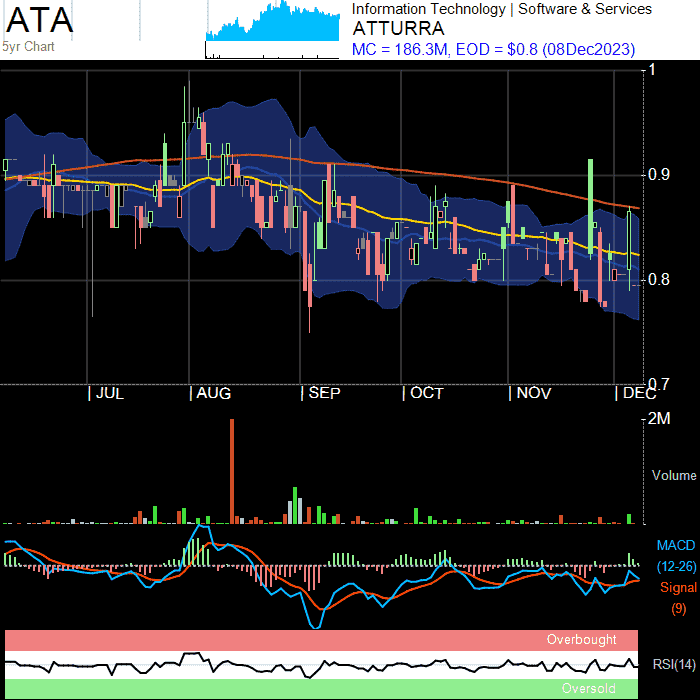 ATA
5yr Chart
Information Technology | Software & Services
ATTURRA
MC = 186.3M, EOD = $0.8 (08Dec2023)
1
0.9
0.8
0.7
| JUL | AUG | SEP | OCT | NOV | DEC
2M
Volume
MACD
(12-26)
Signal
(9)
Overbought
RSI(14)
Oversold